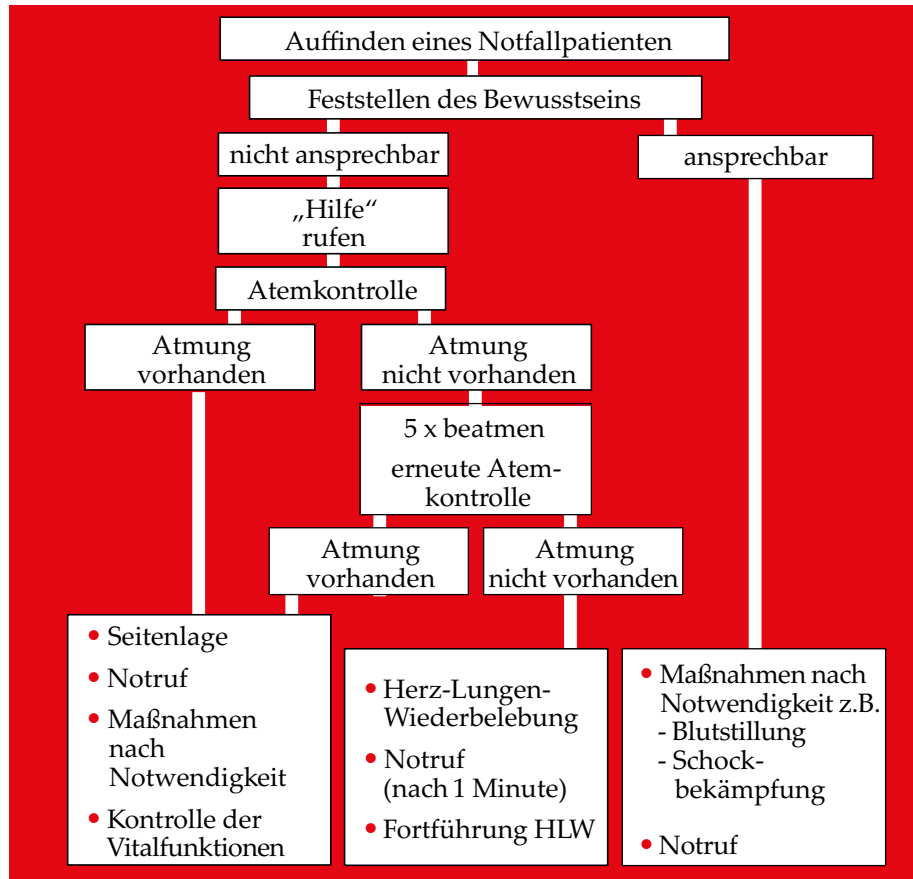 Auffinden eines Notfallpatienten
Feststellen des Bewusstseins
nicht ansprechbar
ansprechbar
„Hilfe“
rufen
Atemkontrolle
Atmung
vorhanden
Atmung
nicht vorhanden
5 x beatmen
erneute Atem-
kontrolle
Atmung
vorhanden
Atmung
nicht vorhanden
• Seitenlage
• Notruf
• Maßnahmen
nach
Notwendigkeit
• Kontrolle der
Vitalfunktionen
• Herz-Lungen-
Wiederbelebung
• Notruf
(nach 1 Minute)
• Fortführung HLW
• Maßnahmen nach
Notwendigkeit z.B.
- Blutstillung
- Schock-
bekämpfung
• Notruf